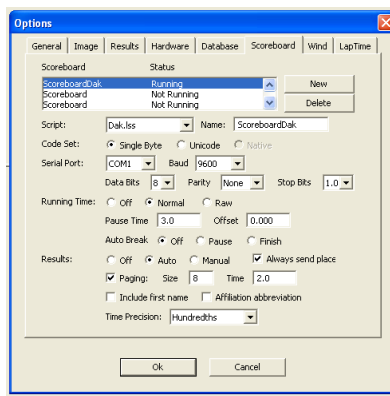 Options
General Image Results Hardware Database Scoreboard Wind LapTime
Scoreboard Status
ScoreboardDak Running
Scoreboard Not Running
Scoreboard Not Running
New
Delete
Script: Dak.lss Name: ScoreboardDak
Code Set: Single Byte Unicode Native
Serial Port: COM1 Baud 9600
Data Bits 8 Parity None Stop Bits 1.0
Running Time: Off Normal Raw
Pause Time 3.0 Offset 0.000
Auto Break Off Pause Finish
Results: Off Auto Manual Always send place
Paging: Size 8 Time 2.0
Include first name Affiliation abbreviation
Time Precision: Hundredths
Ok Cancel